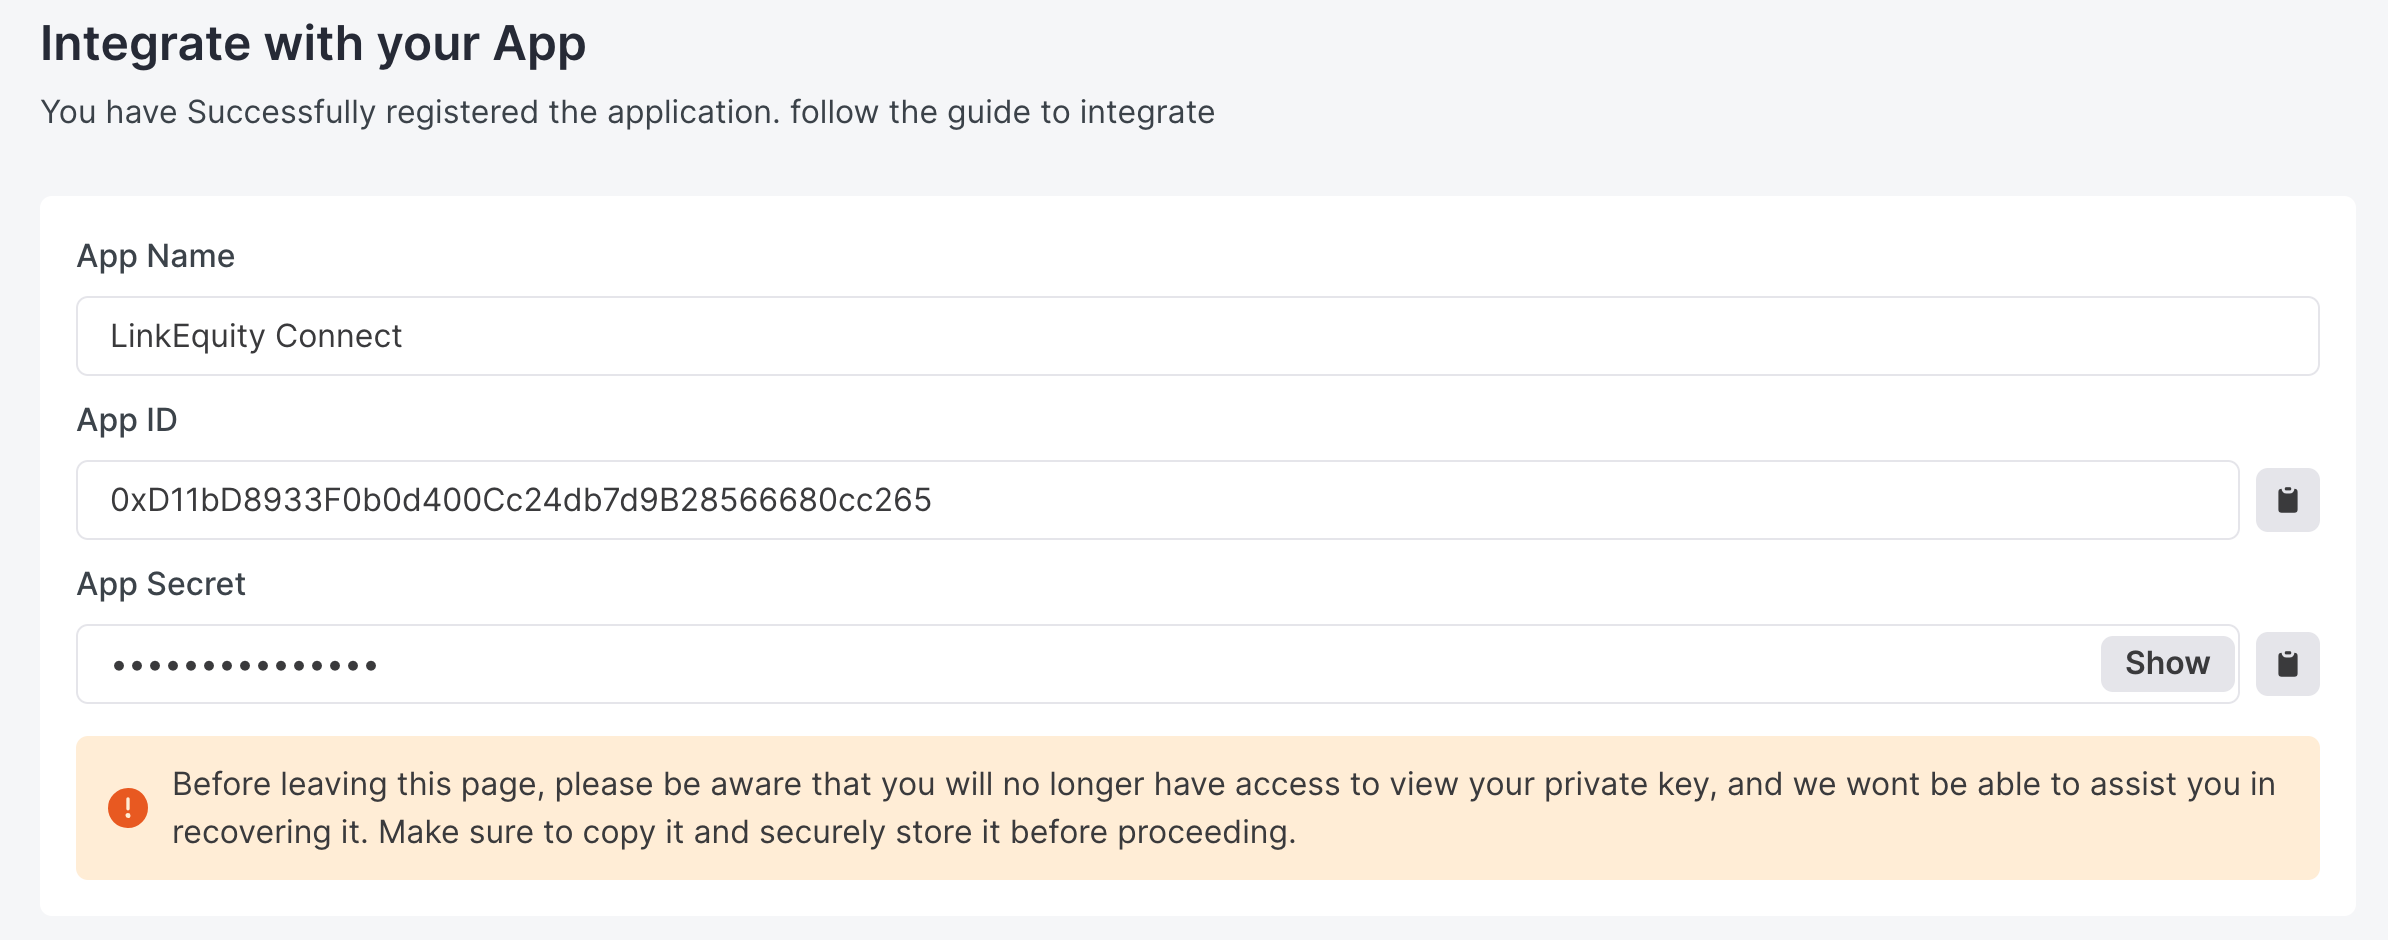 Integrate with your App
You have Successfully registered the application. follow the guide to integrate
App Name
LinkEquity Connect
App ID
0xD11bD8933F0b0d400Cc24db7d9B28566680cc265
App Secret
•••••••••••••••
Show
Before leaving this page, please be aware that you will no longer have access to view your private key, and we wont be able to assist you in
recovering it. Make sure to copy it and securely store it before proceeding.